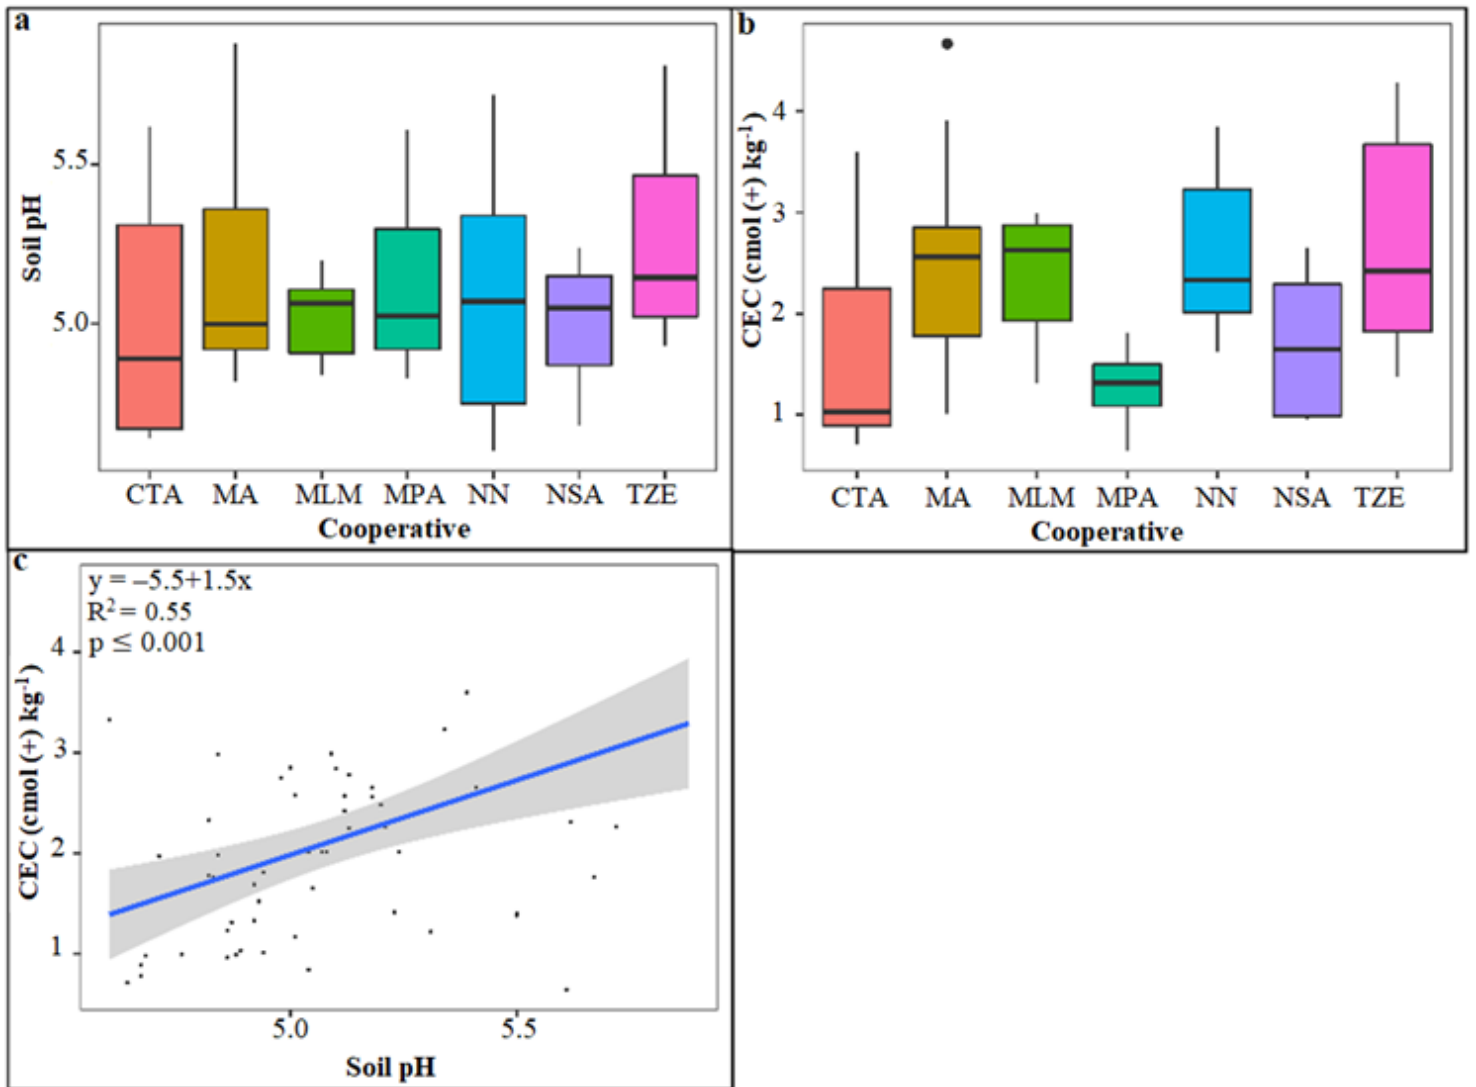 a
5.5
5.0
Soil pH
CTA MA MLM MPA NN NSA TZE
Cooperative
b
4
3
2
1
CEC (cmol (+) kg⁻¹)
CTA MA MLM MPA NN NSA TZE
Cooperative
c
y = –5.5+1.5x
R² = 0.55
p ≤ 0.001
4
3
2
1
CEC (cmol (+) kg⁻¹)
5.0 5.5
Soil pH